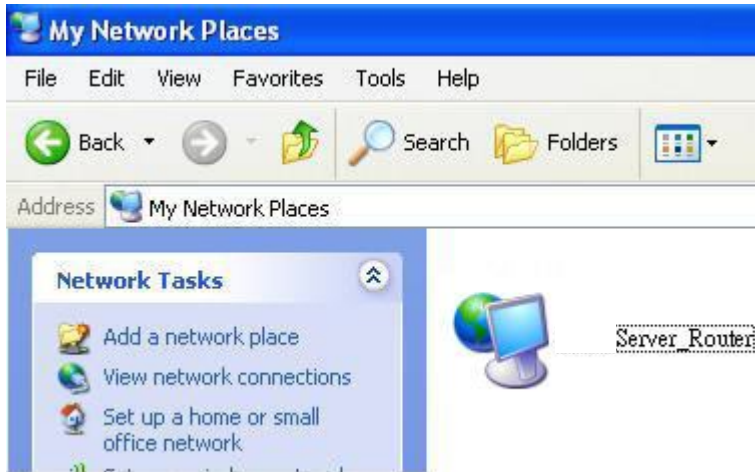 My Network Places
File Edit View Favorites Tools Help
Back Search Folders
Address My Network Places
Network Tasks
Add a network place
View network connections
Set up a home or small
office network
Server_Router